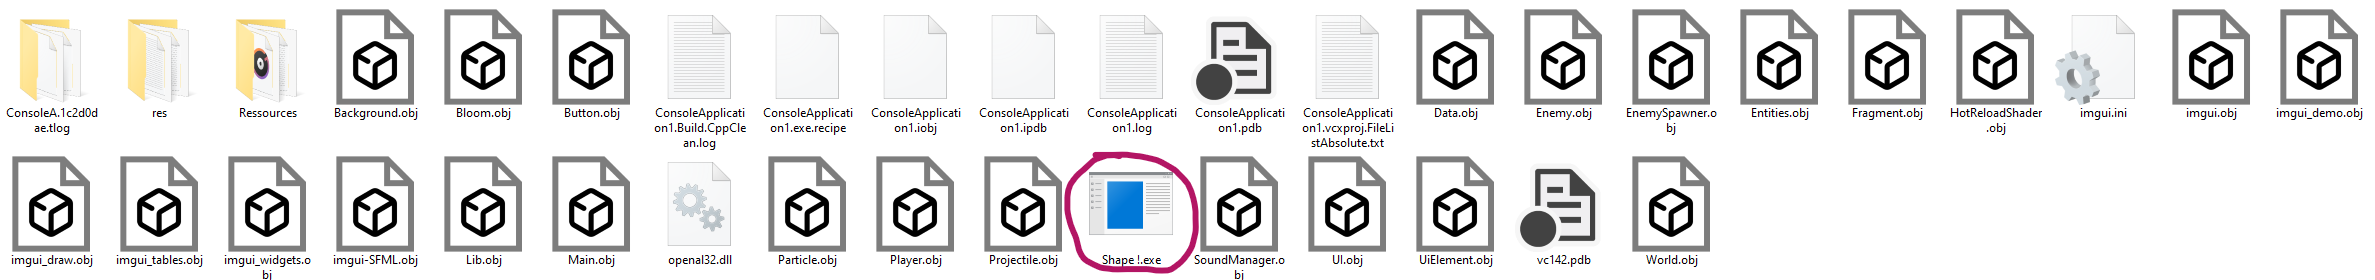 ConsoleA.1c2d0d
ae.tlog
res
Ressources
Background.obj
Bloom.obj
Button.obj
ConsoleApplicati
on1.Build.CppCle
an.log
ConsoleApplicati
on1.exe.recipe
ConsoleApplicati
on1.iobj
ConsoleApplicati
on1.ipdb
ConsoleApplicati
on1.log
ConsoleApplicati
on1.pdb
ConsoleApplicati
on1.vcxproj.FileLi
stAbsolute.txt
Data.obj
Enemy.obj
EnemySpawner.o
bj
Entities.obj
Fragment.obj
HotReloadShader
.obj
imgui.ini
imgui.obj
imgui_demo.obj
imgui_draw.obj
imgui_tables.obj
imgui_widgets.o
bj
imgui-SFML.obj
Lib.obj
Main.obj
openal32.dll
Particle.obj
Player.obj
Projectile.obj
Shape !.exe
SoundManager.o
bj
UI.obj
UiElement.obj
vc142.pdb
World.obj